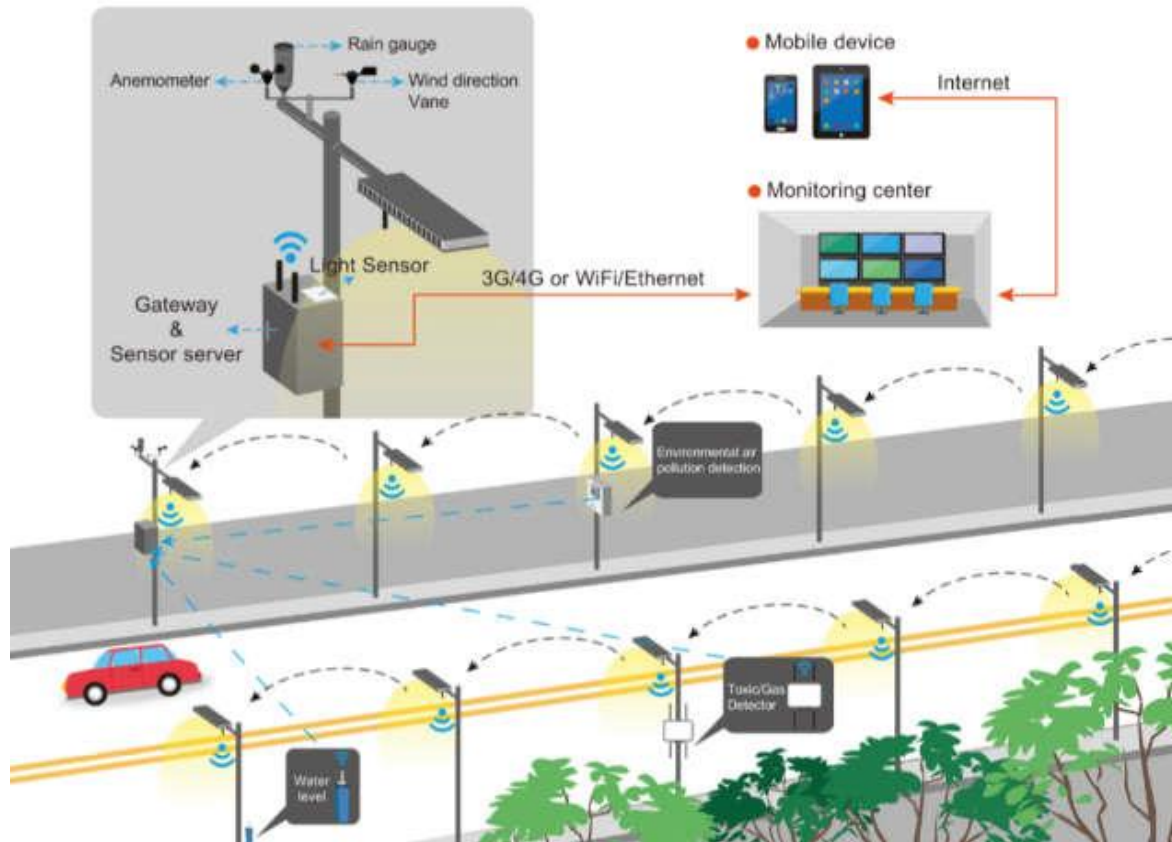 Rain gauge
Anemometer
Wind direction
Vane
Light Sensor
Gateway
&
Sensor server
3G/4G or WiFi/Ethernet
Mobile device
Internet
Monitoring center
Environmental air
pollution detection
Toxic/Gas
Detector
Water
level